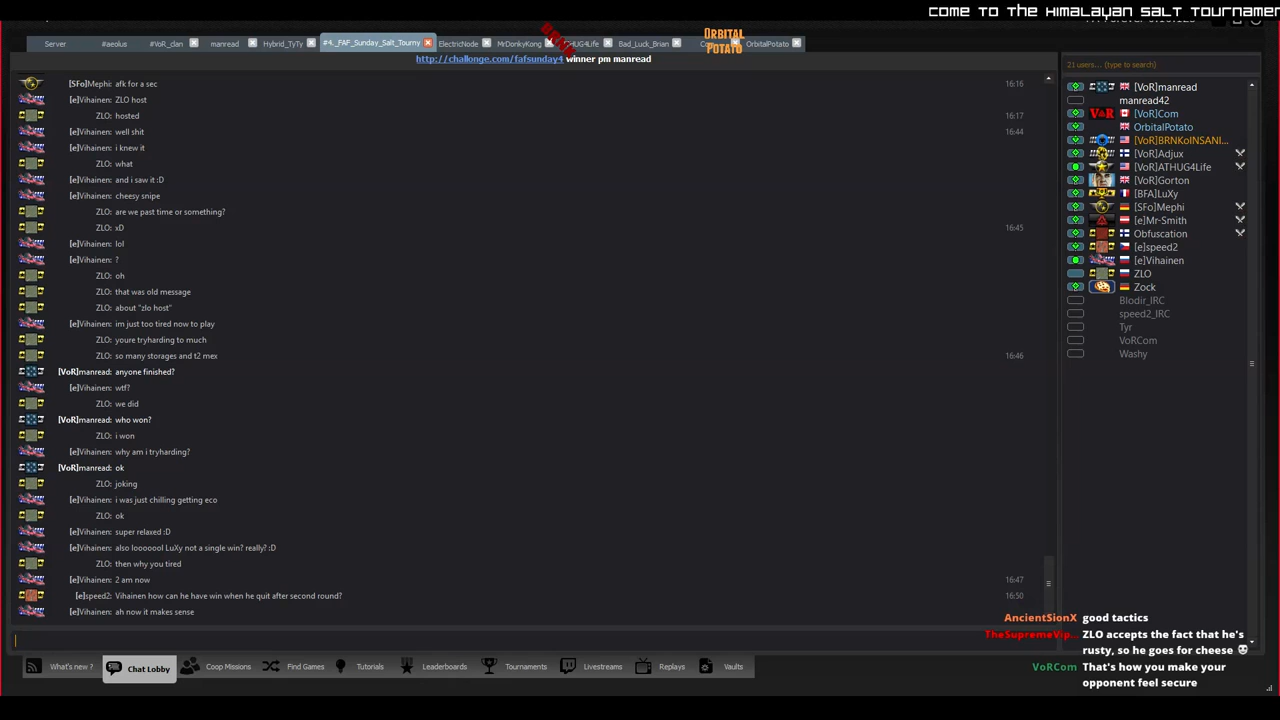 COME TO THE HIMALAYAN SALT TOURNAMEN
Server
#aeolus
#VoR_clan
manread
Hybrid_TyTy
#4._FAF_Sunday_Salt_Tourny
ElectricNode
MrDonkyKong
Bad_Luck_Brian
OrbitalPotato
ORBITAL
POTATO
http://challonge.com/fafsunday4 winner pm manread
21 users... (type to search)
[SFo]Mephi: afk for a sec 16:16
[e]Vihainen: ZLO host
ZLO: hosted 16:17
[e]Vihainen: well shit 16:44
[e]Vihainen: i knew it
ZLO: what
[e]Vihainen: and i saw it :D
[e]Vihainen: cheesy snipe
ZLO: are we past time or something?
ZLO: xD 16:45
[e]Vihainen: lol
[e]Vihainen: ?
ZLO: oh
ZLO: that was old message
ZLO: about "zlo host"
[e]Vihainen: im just too tired now to play
ZLO: youre tryharding to much
ZLO: so many storages and t2 mex 16:46
[VoR]manread: anyone finished?
[e]Vihainen: wtf?
ZLO: we did
[VoR]manread: who won?
ZLO: i won
[e]Vihainen: why am i tryharding?
[VoR]manread: ok
ZLO: joking
[e]Vihainen: i was just chilling getting eco
ZLO: ok
[e]Vihainen: super relaxed :D
[e]Vihainen: also looooool LuXy not a single win? really? :D
ZLO: then why you tired
[e]Vihainen: 2 am now 16:47
[e]speed2: Vihainen how can he have win when he quit after second round? 16:50
[e]Vihainen: ah now it makes sense
[VoR]manread
manread42
[VoR]Com
OrbitalPotato
[VoR]BRNKoINSANI...
[VoR]Adjux
[VoR]ATHUG4Life
[VoR]Gorton
[BFA]LuXy
[SFo]Mephi
[e]Mr-Smith
Obfuscation
[e]speed2
[e]Vihainen
ZLO
Zock
Blodir_IRC
speed2_IRC
Tyr
VoRCom
Washy
AncientSionX good tactics
TheSupremeVip... ZLO accepts the fact that he's
rusty, so he goes for cheese
VoRCom That's how you make your
opponent feel secure
What's new ?
Chat Lobby
Coop Missions
Find Games
Tutorials
Leaderboards
Tournaments
Livestreams
Replays
Vaults